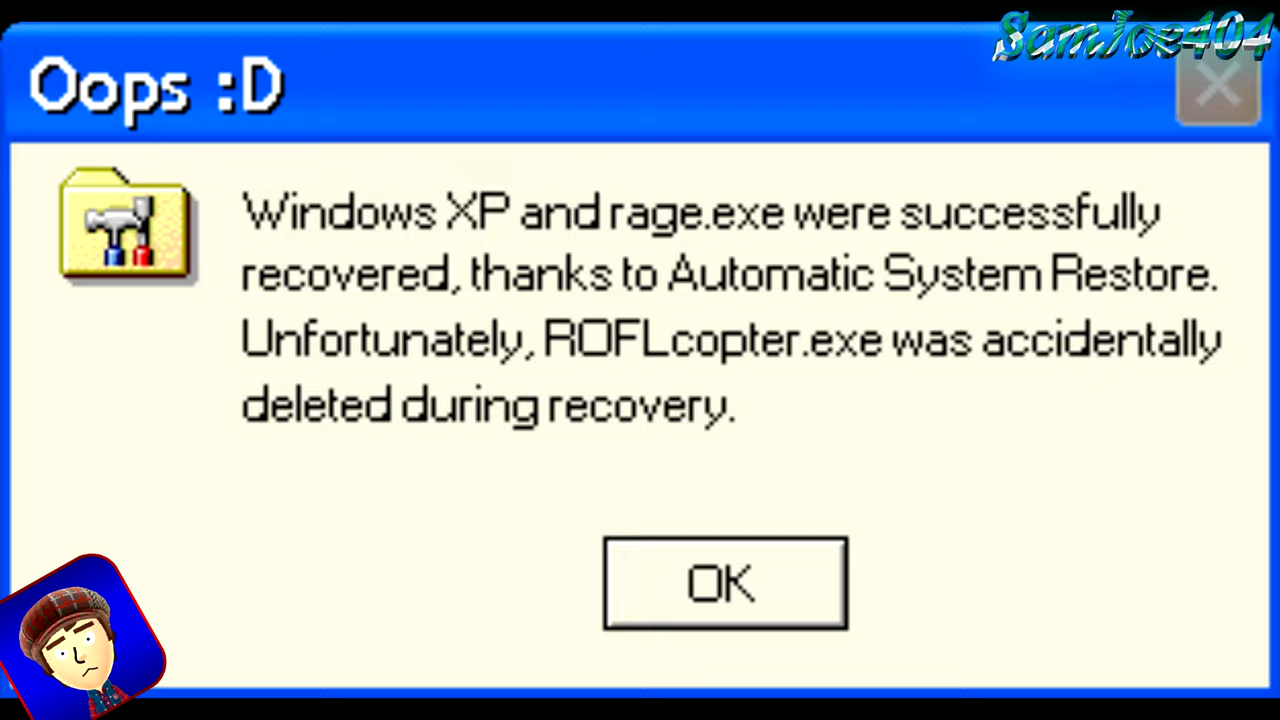 SamJoe404
Oops :D
Windows XP and rage.exe were successfully
recovered, thanks to Automatic System Restore.
Unfortunately, ROFLcopter.exe was accidentally
deleted during recovery.
OK